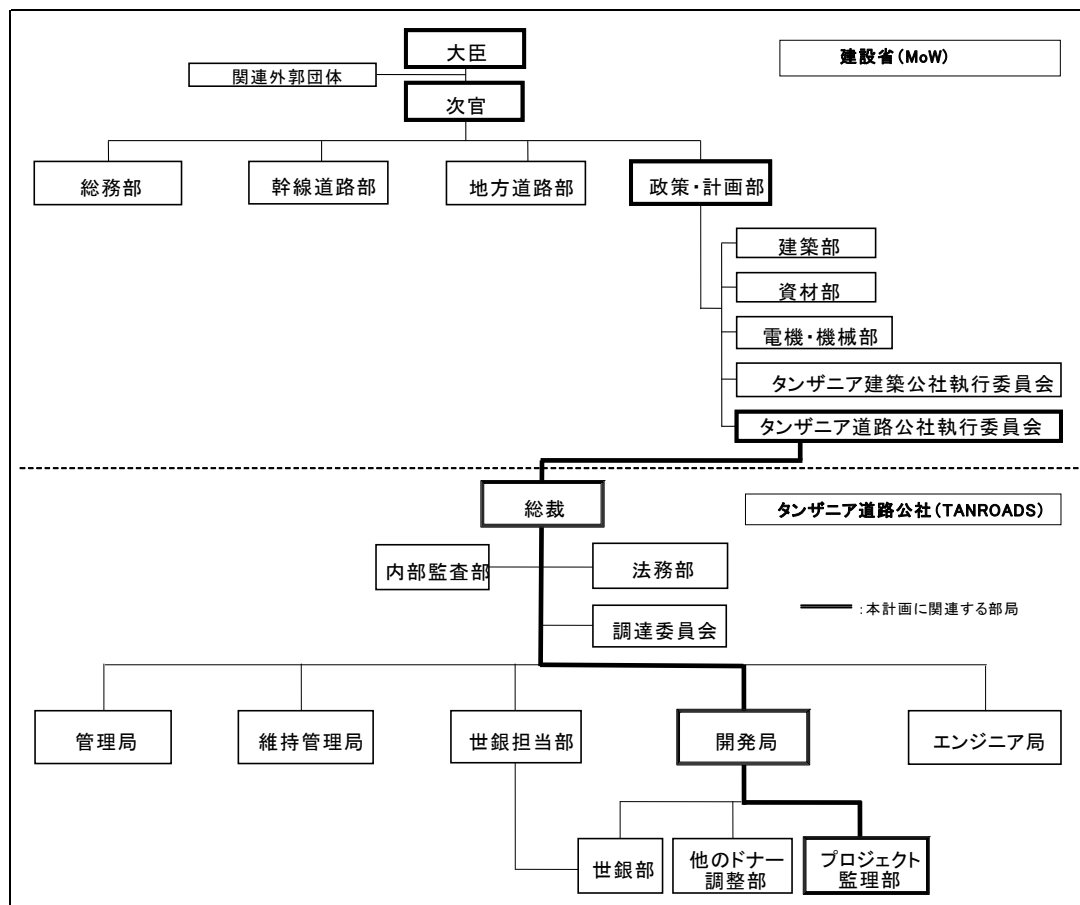 大臣
建設省(MoW)
関連外郭団体
次官
総務部
幹線道路部
地方道路部
政策・計画部
建築部
資材部
電機・機械部
タンザニア建築公社執行委員会
タンザニア道路公社執行委員会
総裁
タンザニア道路公社(TANROADS)
内部監査部
法務部
:本計画に関連する部局
調達委員会
管理局
維持管理局
世銀担当部
開発局
エンジニア局
世銀部
他のドナー
調整部
プロジェクト
監理部